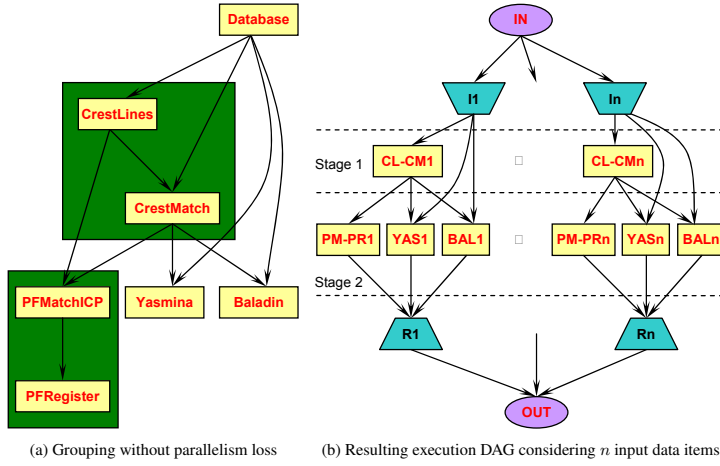 Database
CrestLines
CrestMatch
PFMatchICP
Yasmina
Baladin
PFRegister
(a) Grouping without parallelism loss
IN
I1
In
Stage 1
CL-CM1
CL-CMn
PM-PR1
YAS1
BAL1
PM-PRn
YASn
BALn
Stage 2
R1
Rn
OUT
(b) Resulting execution DAG considering n input data items